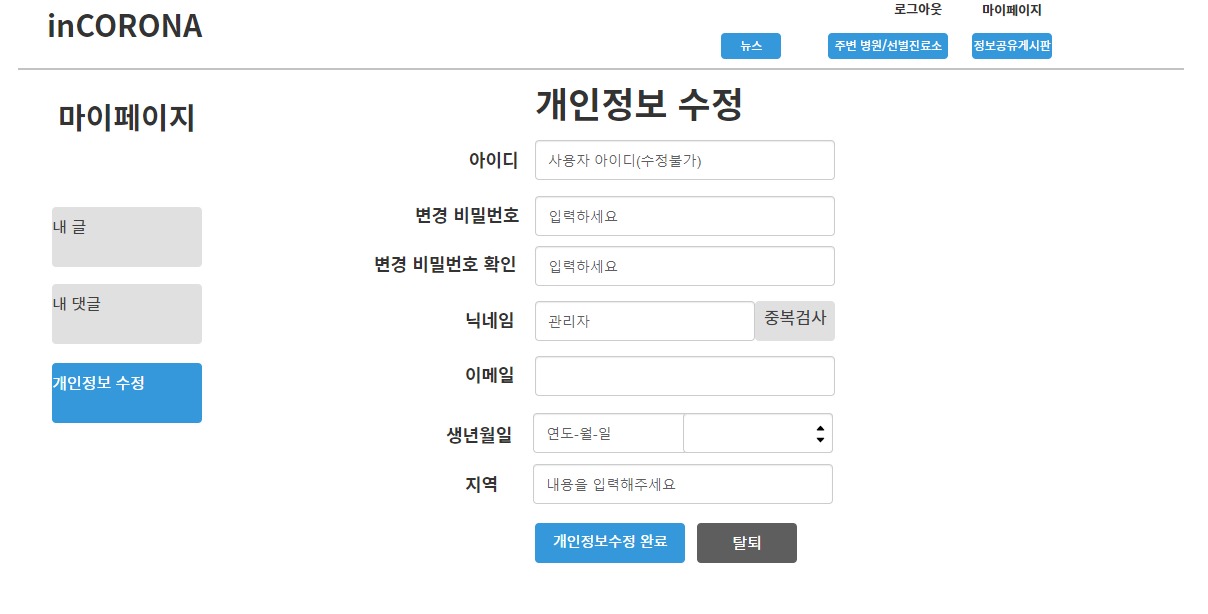 inCORONA
로그아웃 마이페이지
뉴스 주변 병원/선별진료소 정보공유게시판
마이페이지
내 글
내 댓글
개인정보 수정
개인정보 수정
아이디 사용자 아이디(수정불가)
변경 비밀번호 입력하세요
변경 비밀번호 확인 입력하세요
닉네임 관리자 중복검사
이메일
생년월일 연도-월-일
지역 내용을 입력해주세요
개인정보수정 완료 탈퇴